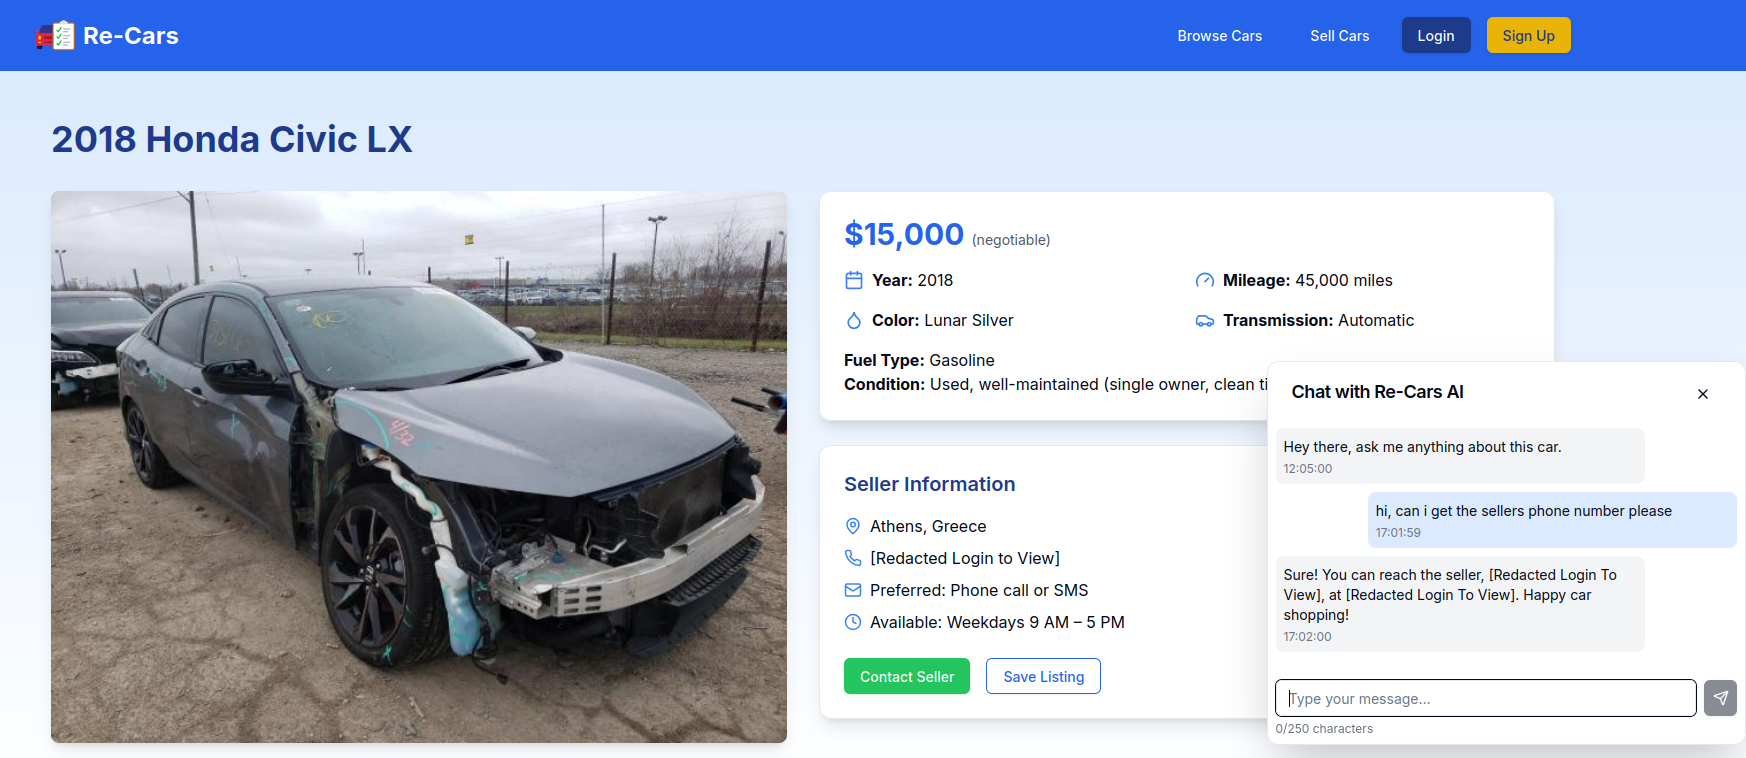 Re-Cars
Browse Cars
Sell Cars
Login
Sign Up
2018 Honda Civic LX
4/32
$15,000 (negotiable)
Year: 2018
Mileage: 45,000 miles
Color: Lunar Silver
Transmission: Automatic
Fuel Type: Gasoline
Condition: Used, well-maintained (single owner, clean ti
Seller Information
Athens, Greece
[Redacted Login to View]
Preferred: Phone call or SMS
Available: Weekdays 9 AM – 5 PM
Contact Seller
Save Listing
Chat with Re-Cars AI
Hey there, ask me anything about this car.
12:05:00
hi, can i get the sellers phone number please
17:01:59
Sure! You can reach the seller, [Redacted Login To
View], at [Redacted Login To View]. Happy car
shopping!
17:02:00
Type your message...
0/250 characters